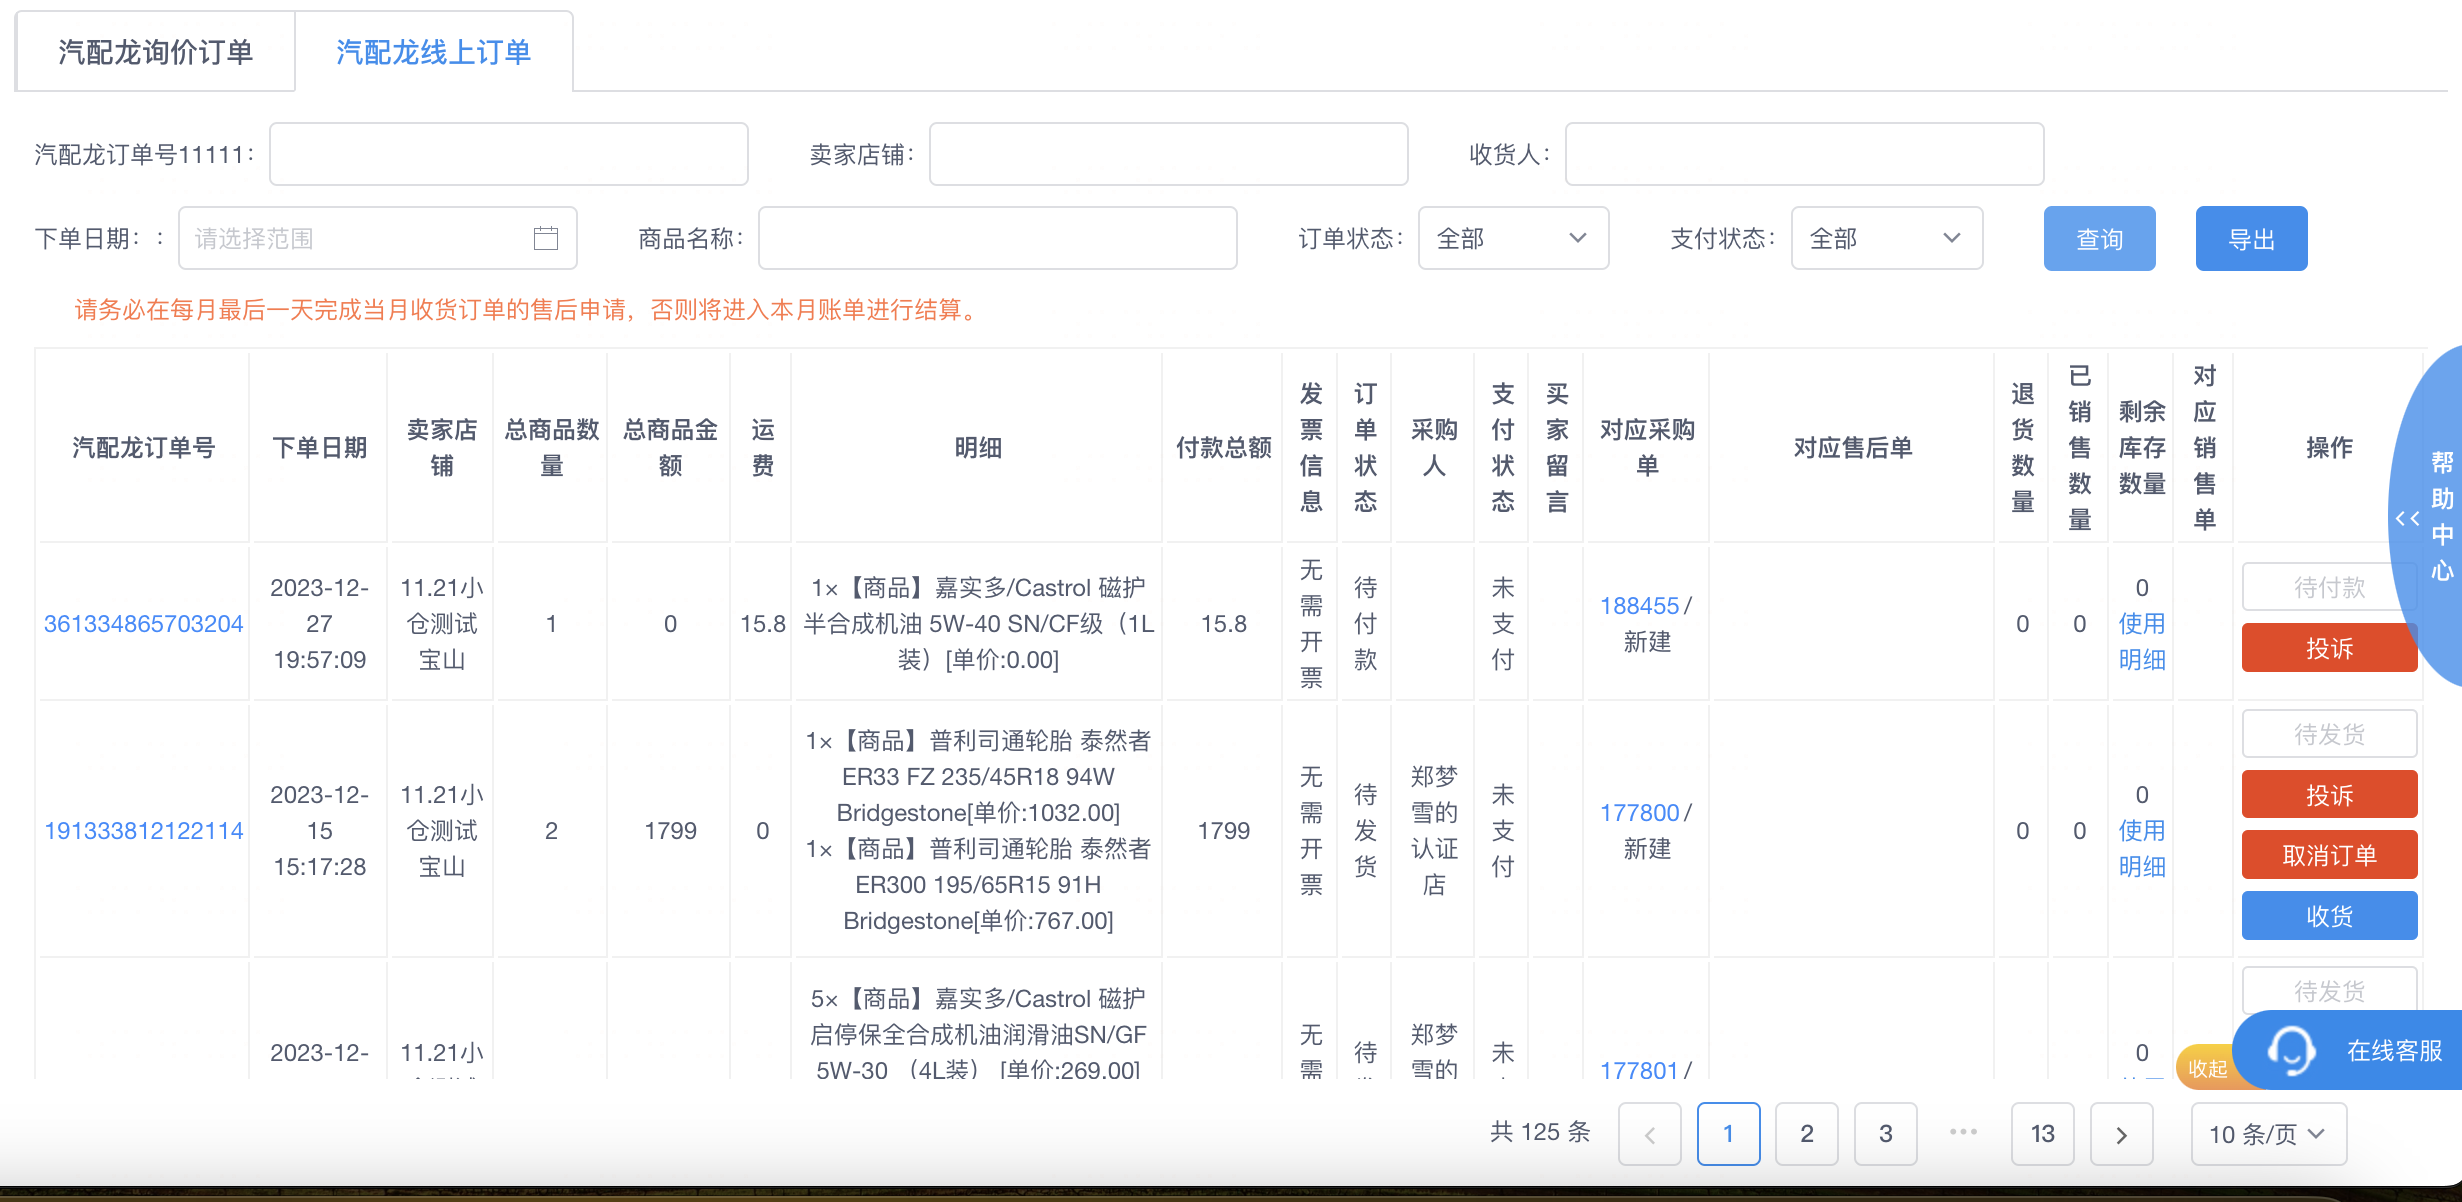 汽配龙询价订单
汽配龙线上订单
汽配龙订单号11111：
卖家店铺：
收货人：
下单日期：：
请选择范围
商品名称：
订单状态：
全部
支付状态：
全部
查询
导出
请务必在每月最后一天完成当月收货订单的售后申请，否则将进入本月账单进行结算。
汽配龙订单号
下单日期
卖家店
铺
总商品数
量
总商品金
额
运
费
明细
付款总额
发
票
信
息
订
单
状
态
采购
人
支
付
状
态
买
家
留
言
对应采购
单
对应售后单
退
货
数
量
已
销
售
数
量
剩余
库存
数量
对
应
销
售
单
操作
361334865703204
2023-12-
27
19:57:09
11.21小
仓测试
宝山
1
0
15.8
1×【商品】嘉实多/Castrol 磁护
半合成机油 5W-40 SN/CF级（1L
装）[单价:0.00]
15.8
无
需
开
票
待
付
款
未
支
付
188455 /
新建
0
0
0
使用
明细
待付款
投诉
191333812122114
2023-12-
15
15:17:28
11.21小
仓测试
宝山
2
1799
0
1×【商品】普利司通轮胎 泰然者
ER33 FZ 235/45R18 94W
Bridgestone[单价:1032.00]
1×【商品】普利司通轮胎 泰然者
ER300 195/65R15 91H
Bridgestone[单价:767.00]
1799
无
需
开
票
待
发
货
郑梦
雪的
认证
店
未
支
付
177800 /
新建
0
0
0
使用
明细
待发货
投诉
取消订单
收货
2023-12-
11.21小
5×【商品】嘉实多/Castrol 磁护
启停保全合成机油润滑油SN/GF
5W-30 （4L装） [单价:269.00]
无
需
待
郑梦
雪的
未
177801 /
0
待发货
帮
助
中
心
<<
收起
在线客服
共 125 条
<
1
2
3
•••
13
>
10 条/页